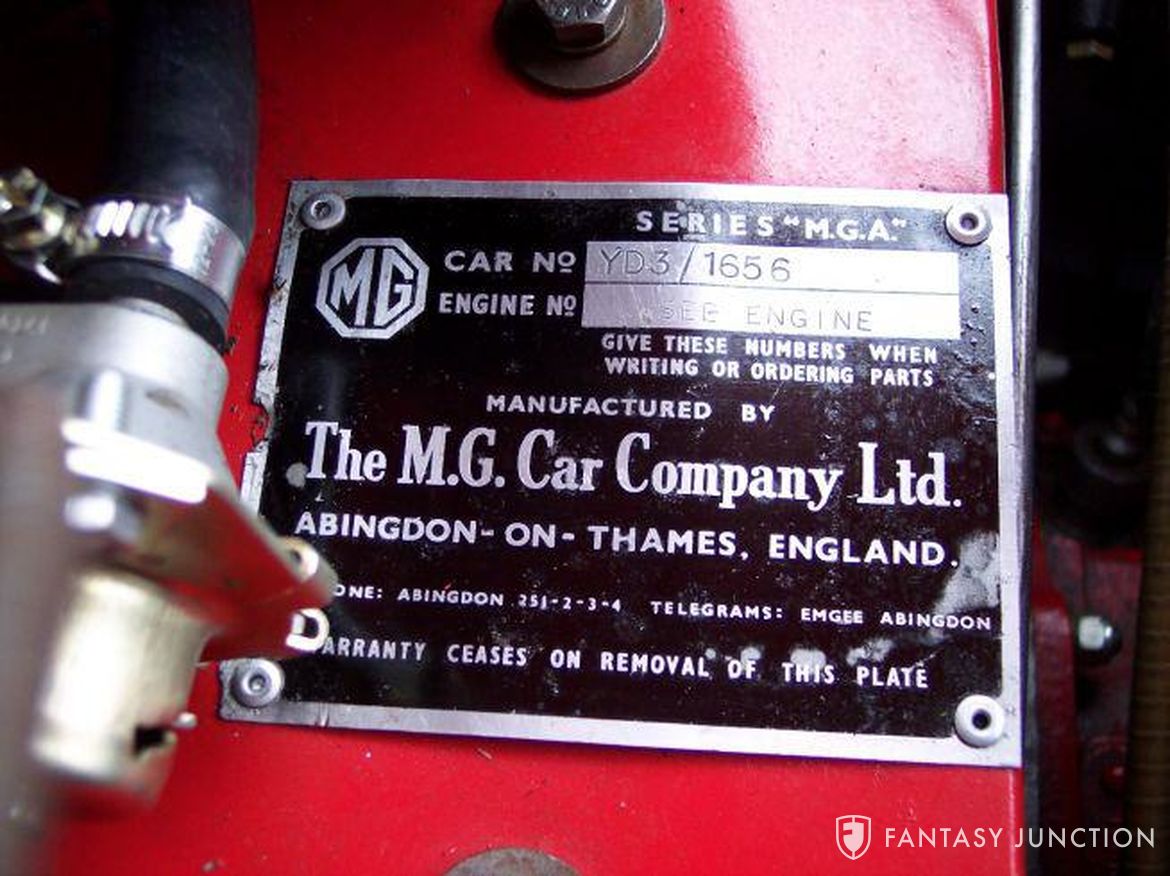 SERIES "M.G.A."
MG
CAR Nº YD3/1656
ENGINE Nº SEE ENGINE
GIVE THESE NUMBERS WHEN
WRITING OR ORDERING PARTS
MANUFACTURED BY
The M.G. Car Company Ltd.
ABINGDON-ON-THAMES, ENGLAND.
ONE: ABINGDON 251-2-3-4 TELEGRAMS: EMGEE ABINGDON
ARRANTY CEASES ON REMOVAL OF THIS PLATE
FANTASY JUNCTION